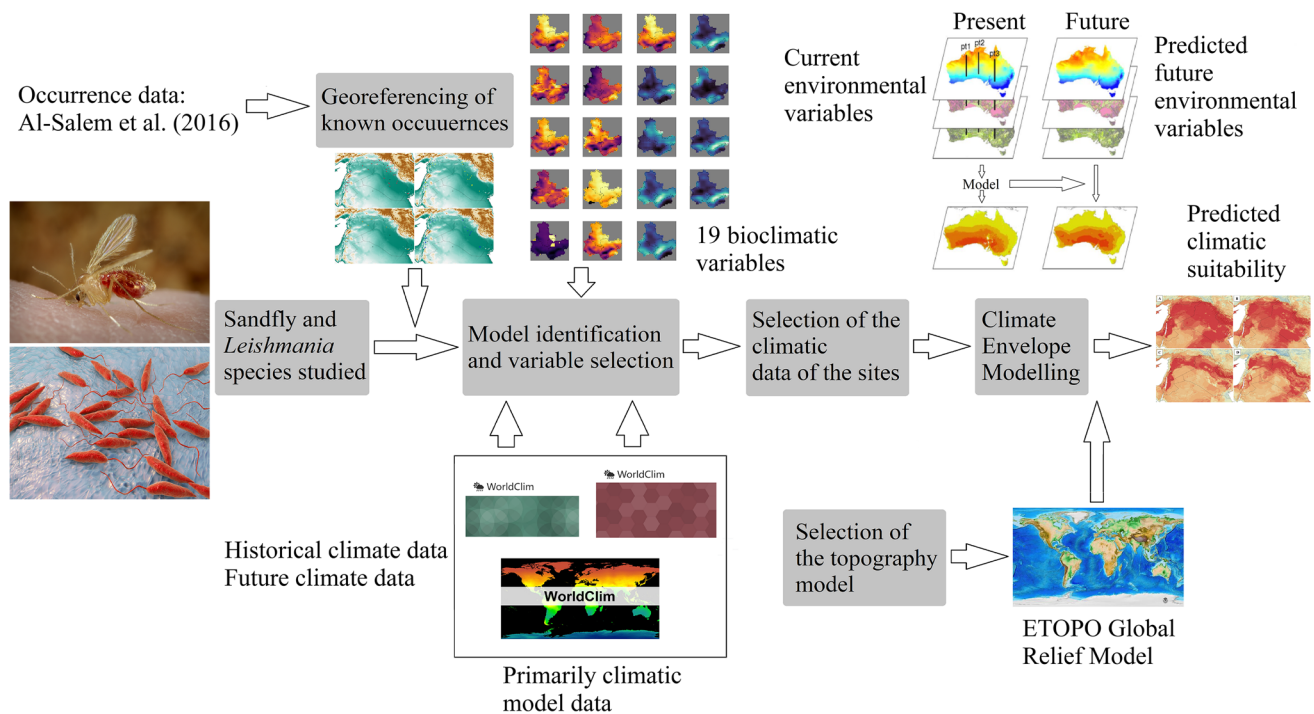 Occurrence data:
Al-Salem et al. (2016)
Georeferencing of
known occuuernces
19 bioclimatic
variables
Current
environmental
variables
Present
Future
pt1
pt2
pt3
Model
Predicted
future
environmental
variables
Predicted
climatic
suitability
Sandfly and
Leishmania
species studied
Model identification
and variable selection
Selection of the
climatic
data of the sites
Climate
Envelope
Modelling
A
B
C
D
WorldClim
WorldClim
WorldClim
Historical climate data
Future climate data
Primarily climatic
model data
Selection of
the topography
model
ETOPO Global
Relief Model